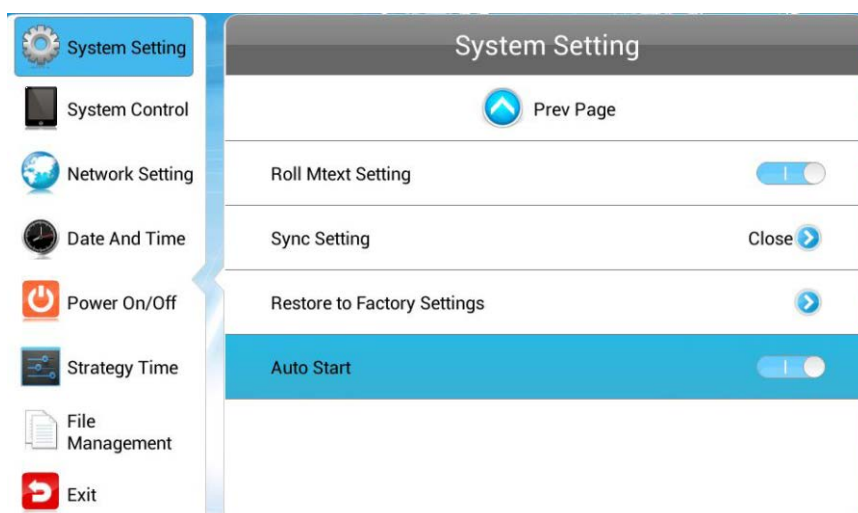 System Setting
System Control
Network Setting
Date And Time
Power On/Off
Strategy Time
File
Management
Exit
System Setting
Prev Page
Roll Mtext Setting
Sync Setting
Close
Restore to Factory Settings
Auto Start